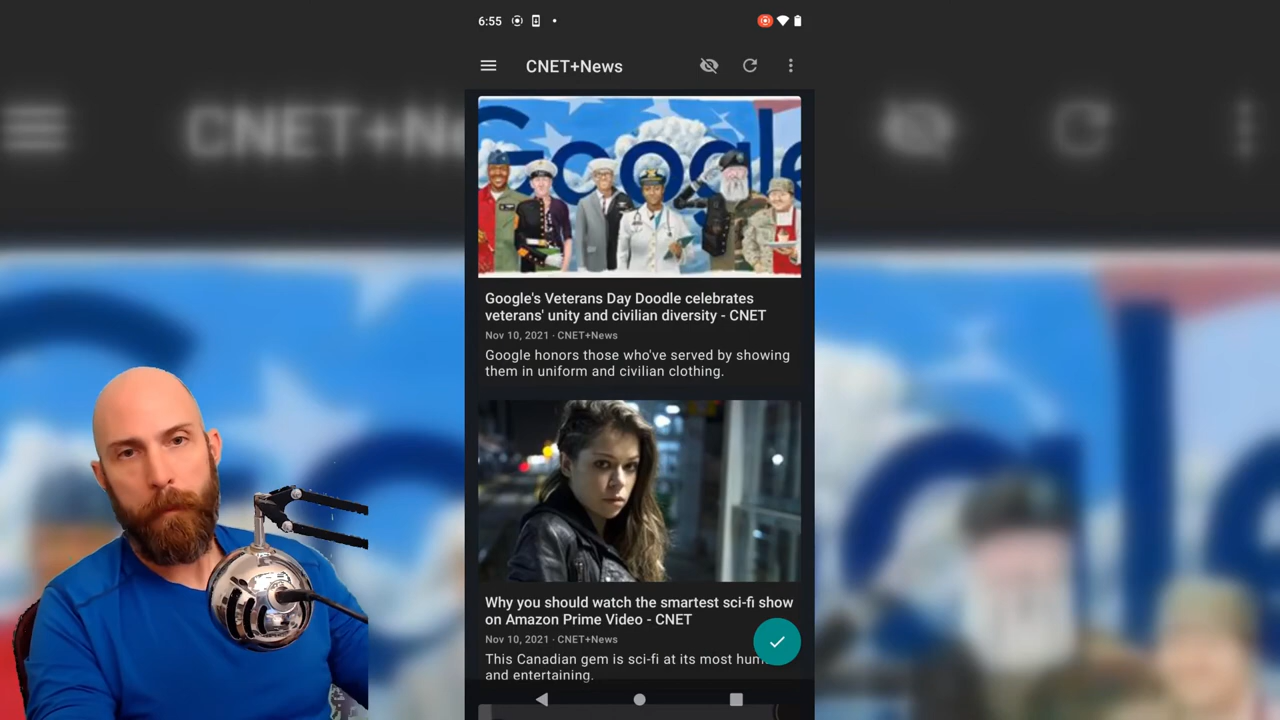 6:55
CNET+News
Google
Google's Veterans Day Doodle celebrates
veterans' unity and civilian diversity - CNET
Nov 10, 2021 · CNET+News
Google honors those who've served by showing
them in uniform and civilian clothing.
Why you should watch the smartest sci-fi show
on Amazon Prime Video - CNET
Nov 10, 2021 · CNET+News
This Canadian gem is sci-fi at its most
and entertaining.